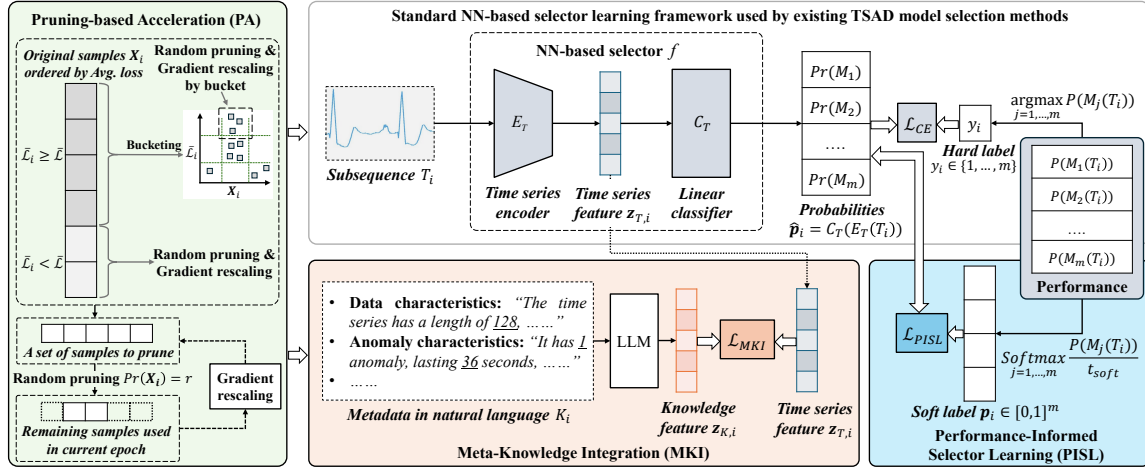 Pruning-based Acceleration (PA)
Original samples X_i
ordered by Avg. loss
Random pruning &
Gradient rescaling
by bucket
L̄_i ≥ L̄
Bucketing
L̄_i
X_i
L̄_i < L̄
Random pruning &
Gradient rescaling
A set of samples to prune
Random pruning Pr(X_i) = r
Gradient
rescaling
Remaining samples used
in current epoch
Standard NN-based selector learning framework used by existing TSAD model selection methods
NN-based selector f
Subsequence T_i
E_T
Time series
encoder
Time series
feature z_{T,i}
C_T
Linear
classifier
Pr(M_1)
Pr(M_2)
....
Pr(M_m)
Probabilities
p̂_i = C_T(E_T(T_i))
L_CE
y_i
Hard label
y_i ∈ {1, ..., m}
argmax P(M_j(T_i))
j=1,...,m
P(M_1(T_i))
P(M_2(T_i))
....
P(M_m(T_i))
Performance
• Data characteristics: “The time
series has a length of 128, ……”
• Anomaly characteristics: “It has 1
anomaly, lasting 36 seconds, ……”
• ……
Metadata in natural language K_i
LLM
Knowledge
feature z_{K,i}
L_MKI
Time series
feature z_{T,i}
Meta-Knowledge Integration (MKI)
L_PISL
Softmax P(M_j(T_i))
j=1,...,m t_soft
Soft label p_i ∈ [0,1]^m
Performance-Informed
Selector Learning (PISL)